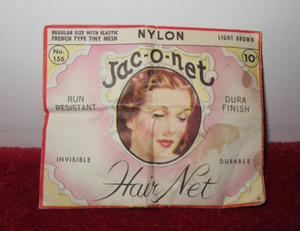 REGULAR SIZE WITH ELASTIC
FRENCH TYPE TINY MESH
NYLON
LIGHT BROWN
No.
156
Jac-o-net
10¢
RUN
RESISTANT
DURA
FINISH
INVISIBLE
DURABLE
Hair Net